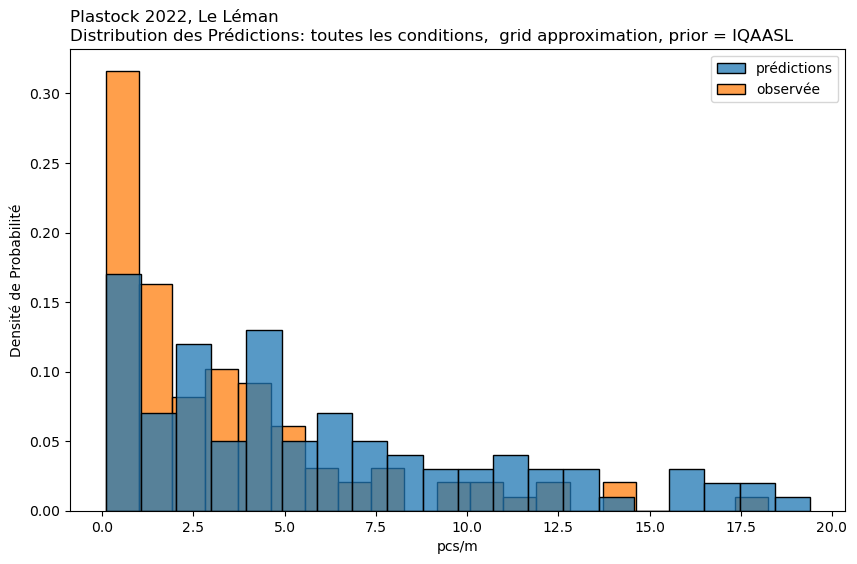 Plastock 2022, Le Léman
Distribution des Prédictions: toutes les conditions,  grid approximation, prior = IQAASL
prédictions
observée
0.30
0.25
0.20
0.15
0.10
0.05
0.00
Densité de Probabilité
0.0 2.5 5.0 7.5 10.0 12.5 15.0 17.5 20.0
pcs/m